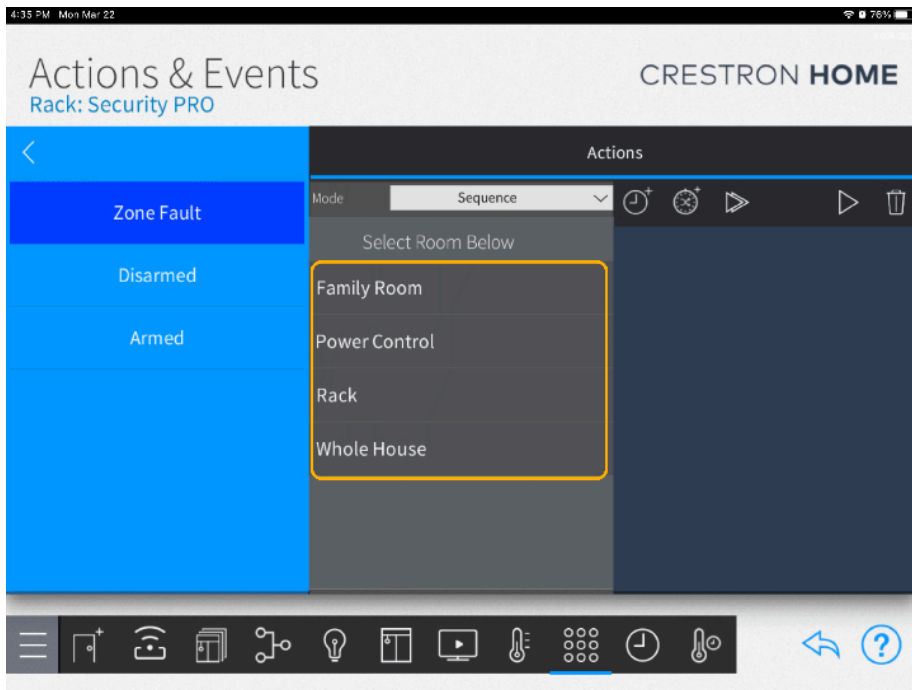 4:35 PM Mon Mar 22
76%
Actions & Events
Rack: Security PRO
CRESTRON HOME
Actions
Zone Fault
Disarmed
Armed
Mode
Sequence
Select Room Below
Family Room
Power Control
Rack
Whole House
?